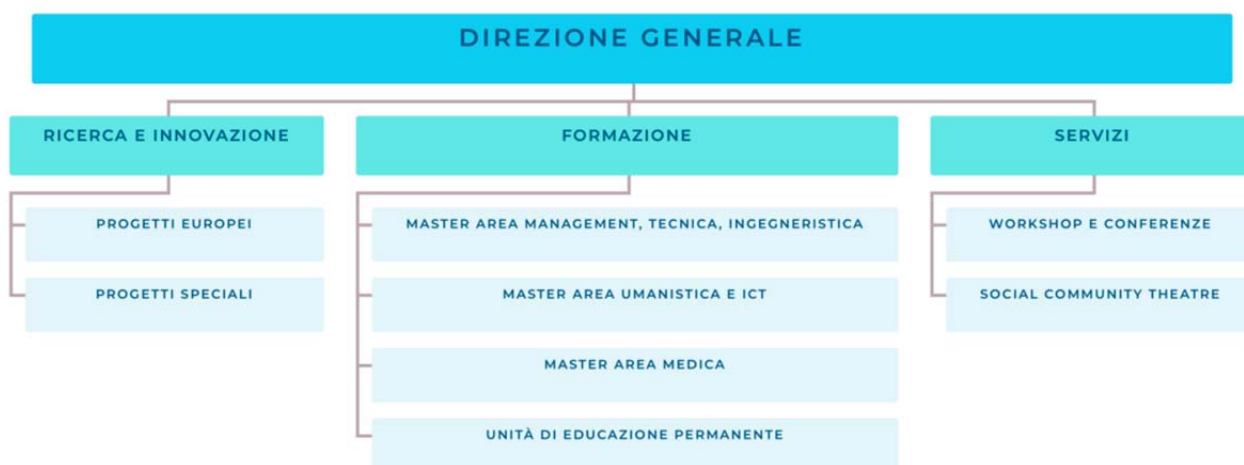 DIREZIONE GENERALE
RICERCA E INNOVAZIONE
PROGETTI EUROPEI
PROGETTI SPECIALI
FORMAZIONE
MASTER AREA MANAGEMENT, TECNICA, INGEGNERISTICA
MASTER AREA UMANISTICA E ICT
MASTER AREA MEDICA
UNITÀ DI EDUCAZIONE PERMANENTE
SERVIZI
WORKSHOP E CONFERENZE
SOCIAL COMMUNITY THEATRE